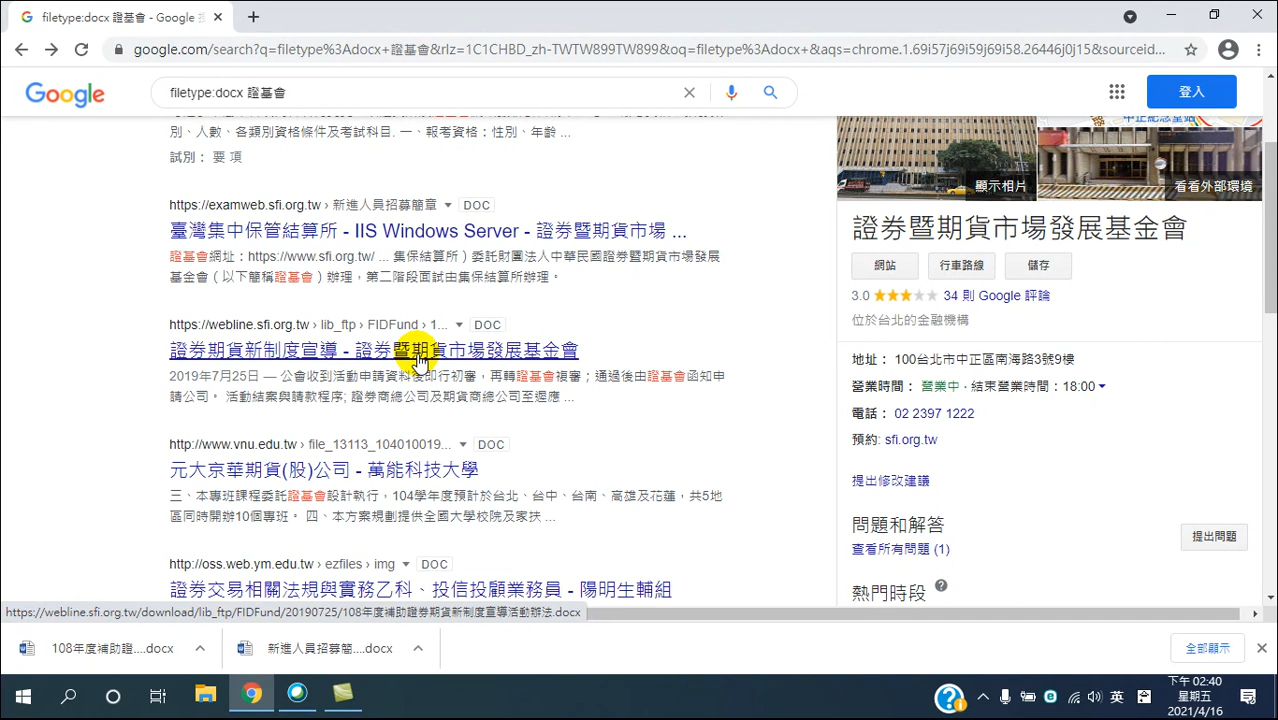 filetype:docx 證基會 - Google 搜
google.com/search?q=filetype%3Adocx+證基會&rlz=1C1CHBD_zh-TWTW899TW899&oq=filetype%3Adocx+&aqs=chrome.1.69i57j69i59j69i58.26446j0j15&sourceid...
Google
filetype:docx 證基會
登入
別、人數、各類別資格條件及考試科目. 一、報考資格：性別、年齡 ...
試別： 要 項
https://examweb.sfi.org.tw › 新進人員招募簡章 DOC
臺灣集中保管結算所 - IIS Windows Server - 證券暨期貨市場 ...
證基會網址：https://www.sfi.org.tw/ ... 集保結算所）委託財團法人中華民國證券暨期貨市場發展
基金會（以下簡稱證基會）辦理，第二階段面試由集保結算所辦理。
https://webline.sfi.org.tw › lib_ftp › FIDFund › 1... DOC
證券期貨新制度宣導 - 證券暨期貨市場發展基金會
2019年7月25日 — 公會收到活動申請資料後即行初審，再轉證基會複審；通過後由證基會函知申
請公司。 活動結案與請款程序; 證券商總公司及期貨商總公司至遲應 ...
http://www.vnu.edu.tw › file_13113_104010019... DOC
元大京華期貨(股)公司 - 萬能科技大學
三、本專班課程委託證基會設計執行，104學年度預計於台北、台中、台南、高雄及花蓮，共5地
區同時開辦10個專班。 四、本方案規劃提供全國大學校院及家扶 ...
http://oss.web.ym.edu.tw › ezfiles › img DOC
證券交易相關法規與實務乙科、投信投顧業務員 - 陽明生輔組
https://webline.sfi.org.tw/download/lib_ftp/FIDFund/20190725/108年度補助證券期貨新制度宣導活動辦法.docx
中正紀念堂站
顯示相片
看看外部環境
證券暨期貨市場發展基金會
網站
行車路線
儲存
3.0 34 則 Google 評論
位於台北的金融機構
地址： 100台北市中正區南海路3號9樓
營業時間： 營業中 · 結束營業時間：18:00
電話： 02 2397 1222
預約: sfi.org.tw
提出修改建議
問題和解答
查看所有問題 (1)
提出問題
熱門時段
108年度補助證....docx
新進人員招募簡....docx
全部顯示
英
下午 02:40
星期五
2021/4/16